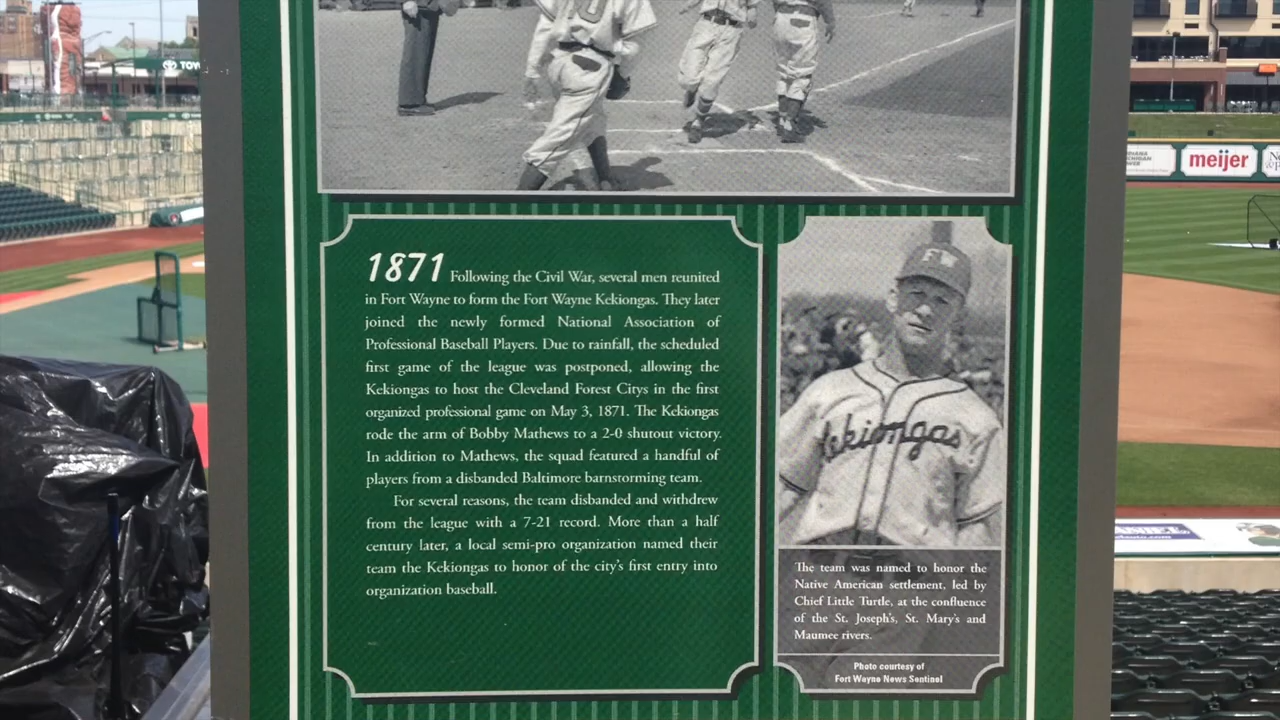 TOYO
meijer
1871 Following the Civil War, several men reunited
in Fort Wayne to form the Fort Wayne Kekiongas. They later
joined the newly formed National Association of
Professional Baseball Players. Due to rainfall, the scheduled
first game of the league was postponed, allowing the
Kekiongas to host the Cleveland Forest Citys in the first
organized professional game on May 3, 1871. The Kekiongas
rode the arm of Bobby Mathews to a 2-0 shutout victory.
In addition to Mathews, the squad featured a handful of
players from a disbanded Baltimore barnstorming team.
For several reasons, the team disbanded and withdrew
from the league with a 7-21 record. More than a half
century later, a local semi-pro organization named their
team the Kekiongas to honor of the city's first entry into
organization baseball.
FW
Kekiongas
The team was named to honor the
Native American settlement, led by
Chief Little Turtle, at the confluence
of the St. Joseph's, St. Mary's and
Maumee rivers.
Photo courtesy of
Fort Wayne News Sentinel